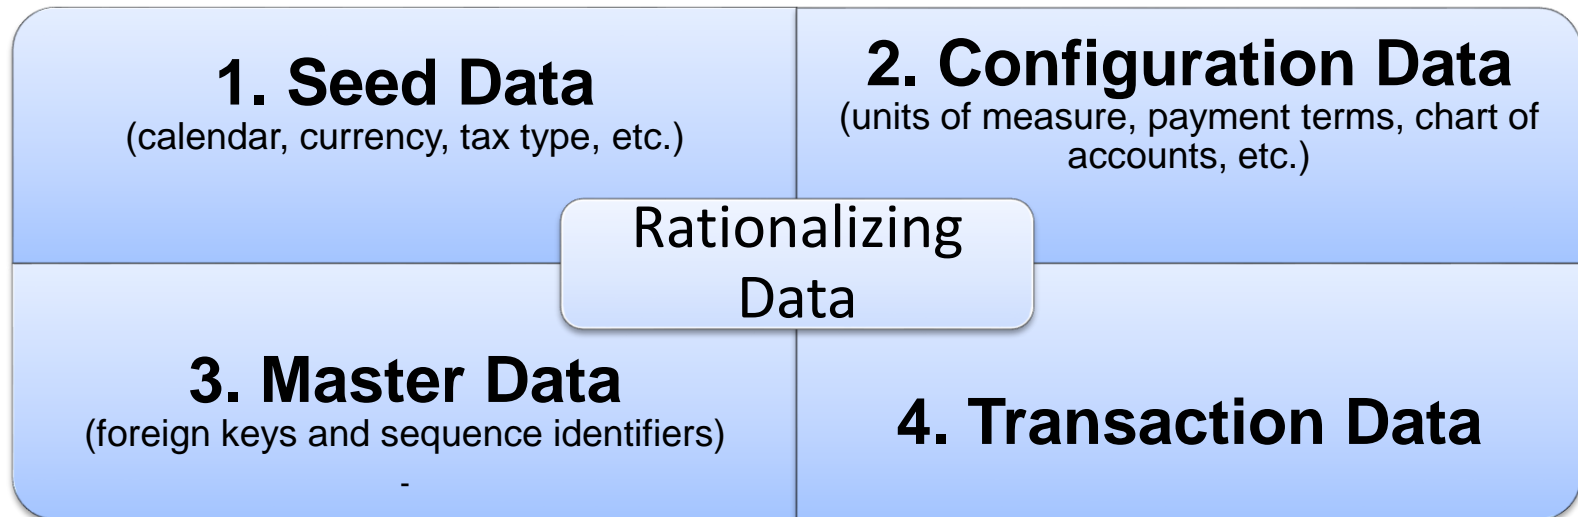 1. Seed Data
(calendar, currency, tax type, etc.)
2. Configuration Data
(units of measure, payment terms, chart of
accounts, etc.)
Rationalizing
Data
3. Master Data
(foreign keys and sequence identifiers)
-
4. Transaction Data